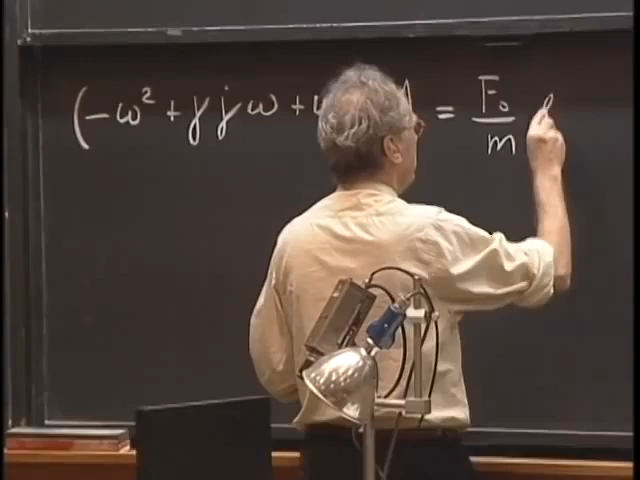 (-ω² + γjω + = F₀/m e